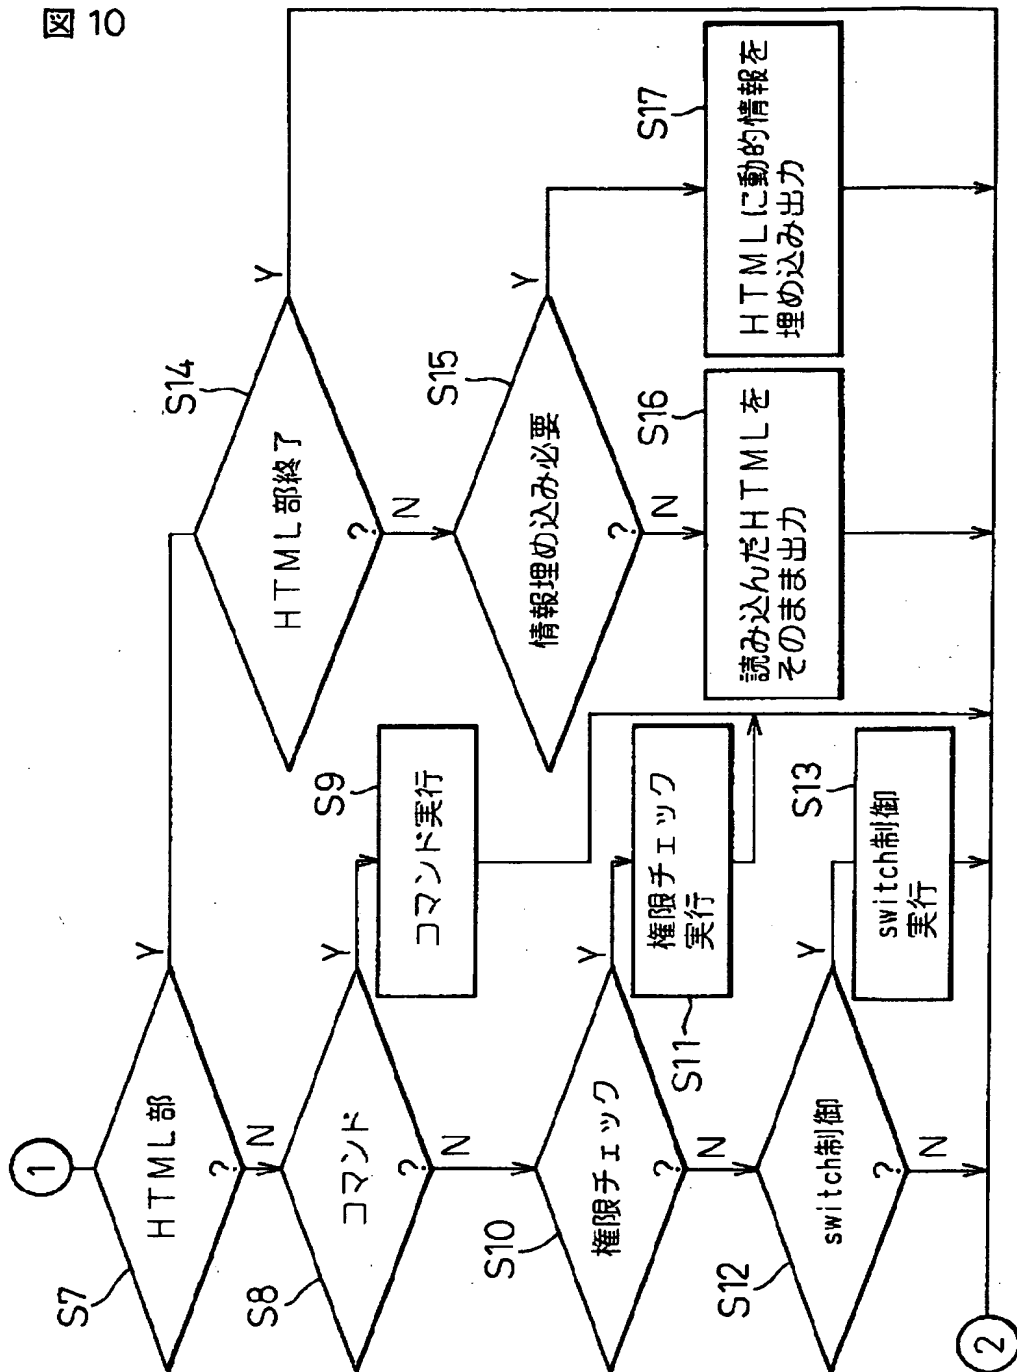 図 10
1
S7
HTML部
?
Y
N
S8
コマンド
?
Y
N
S9
コマンド実行
S10
権限チェック
?
Y
N
S11
権限チェック
実行
S12
switch制御
?
Y
N
S13
switch制御
実行
S14
HTML部終了
?
Y
N
S15
情報埋め込み必要
?
Y
N
S16
読み込んだHTMLを
そのまま出力
S17
HTMLに動的情報を
埋め込み出力
2